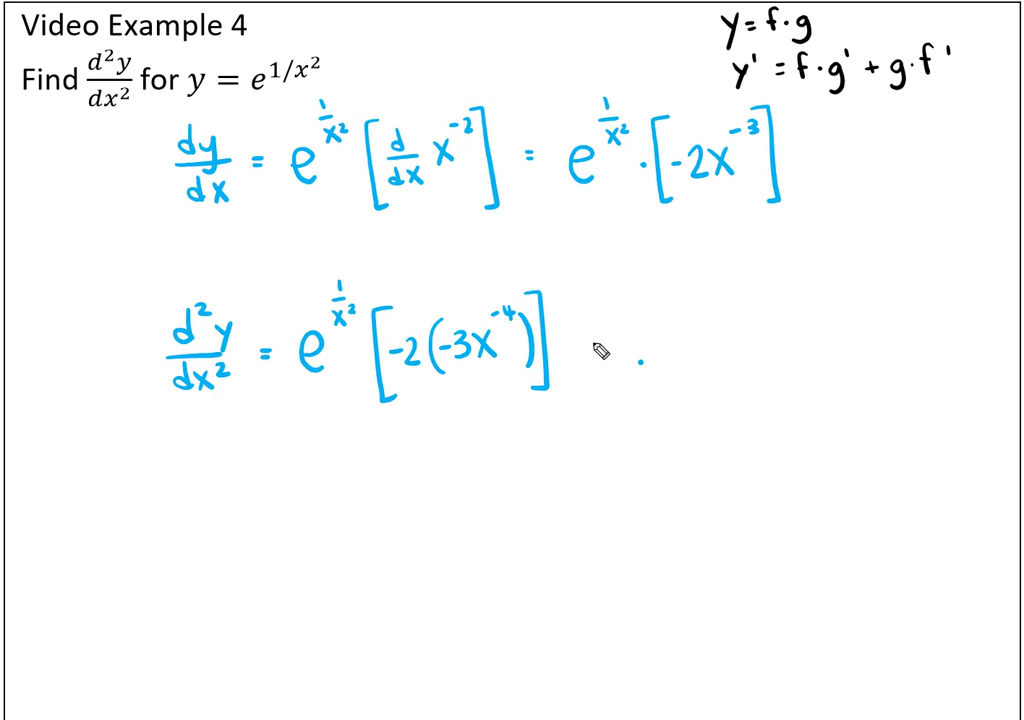 Video Example 4
y = f·g
Find d²y/dx² for y = e^{1/x²}
y' = f·g' + g·f'
dy/dx = e^{1/x²} [d/dx x^{-2}] = e^{1/x²} · [-2x^{-3}]
d²y/dx² = e^{1/x²} [-2(-3x^{-4})] .